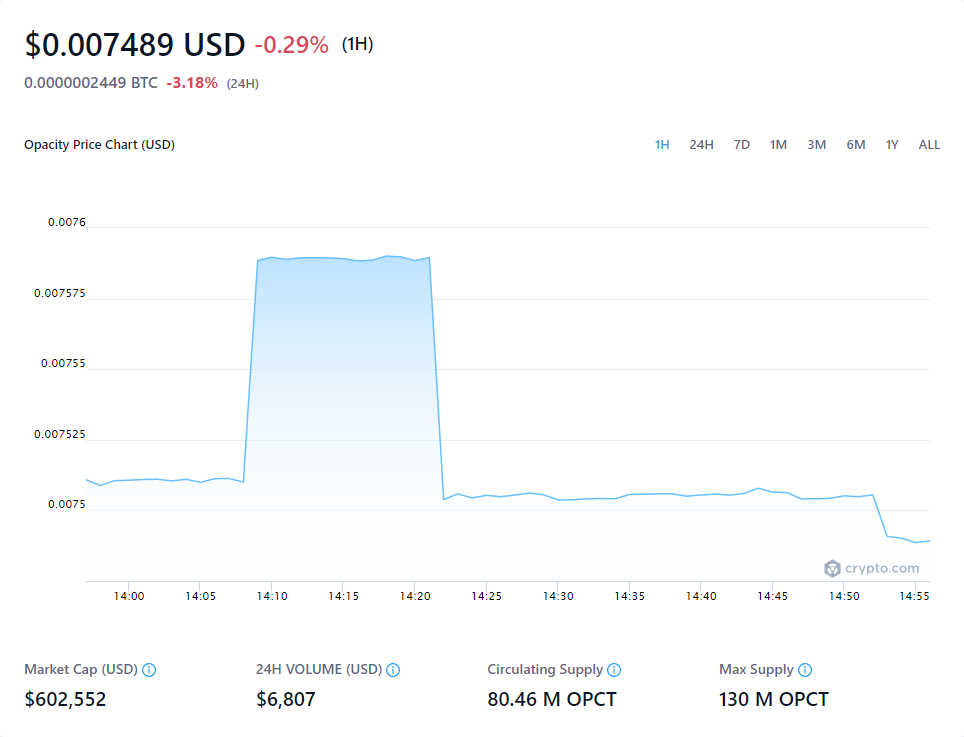 $0.007489 USD -0.29% (1H)
0.0000002449 BTC -3.18% (24H)
Opacity Price Chart (USD) 1H 24H 7D 1M 3M 6M 1Y ALL
0.0076
0.007575
0.00755
0.007525
0.0075
crypto.com
14:00 14:05 14:10 14:15 14:20 14:25 14:30 14:35 14:40 14:45 14:50 14:55
Market Cap (USD) 24H VOLUME (USD) Circulating Supply Max Supply
$602,552 $6,807 80.46 M OPCT 130 M OPCT